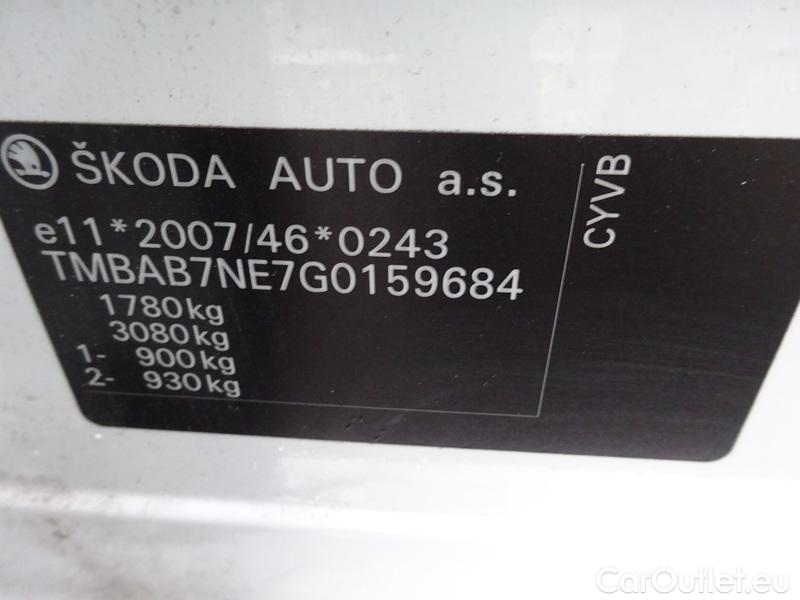 ŠKODA AUTO a.s.
e11*2007/46*0243
TMBAB7NE7G0159684
1780kg
3080kg
1- 900kg
2- 930kg
CYVB
CarOutlet.eu